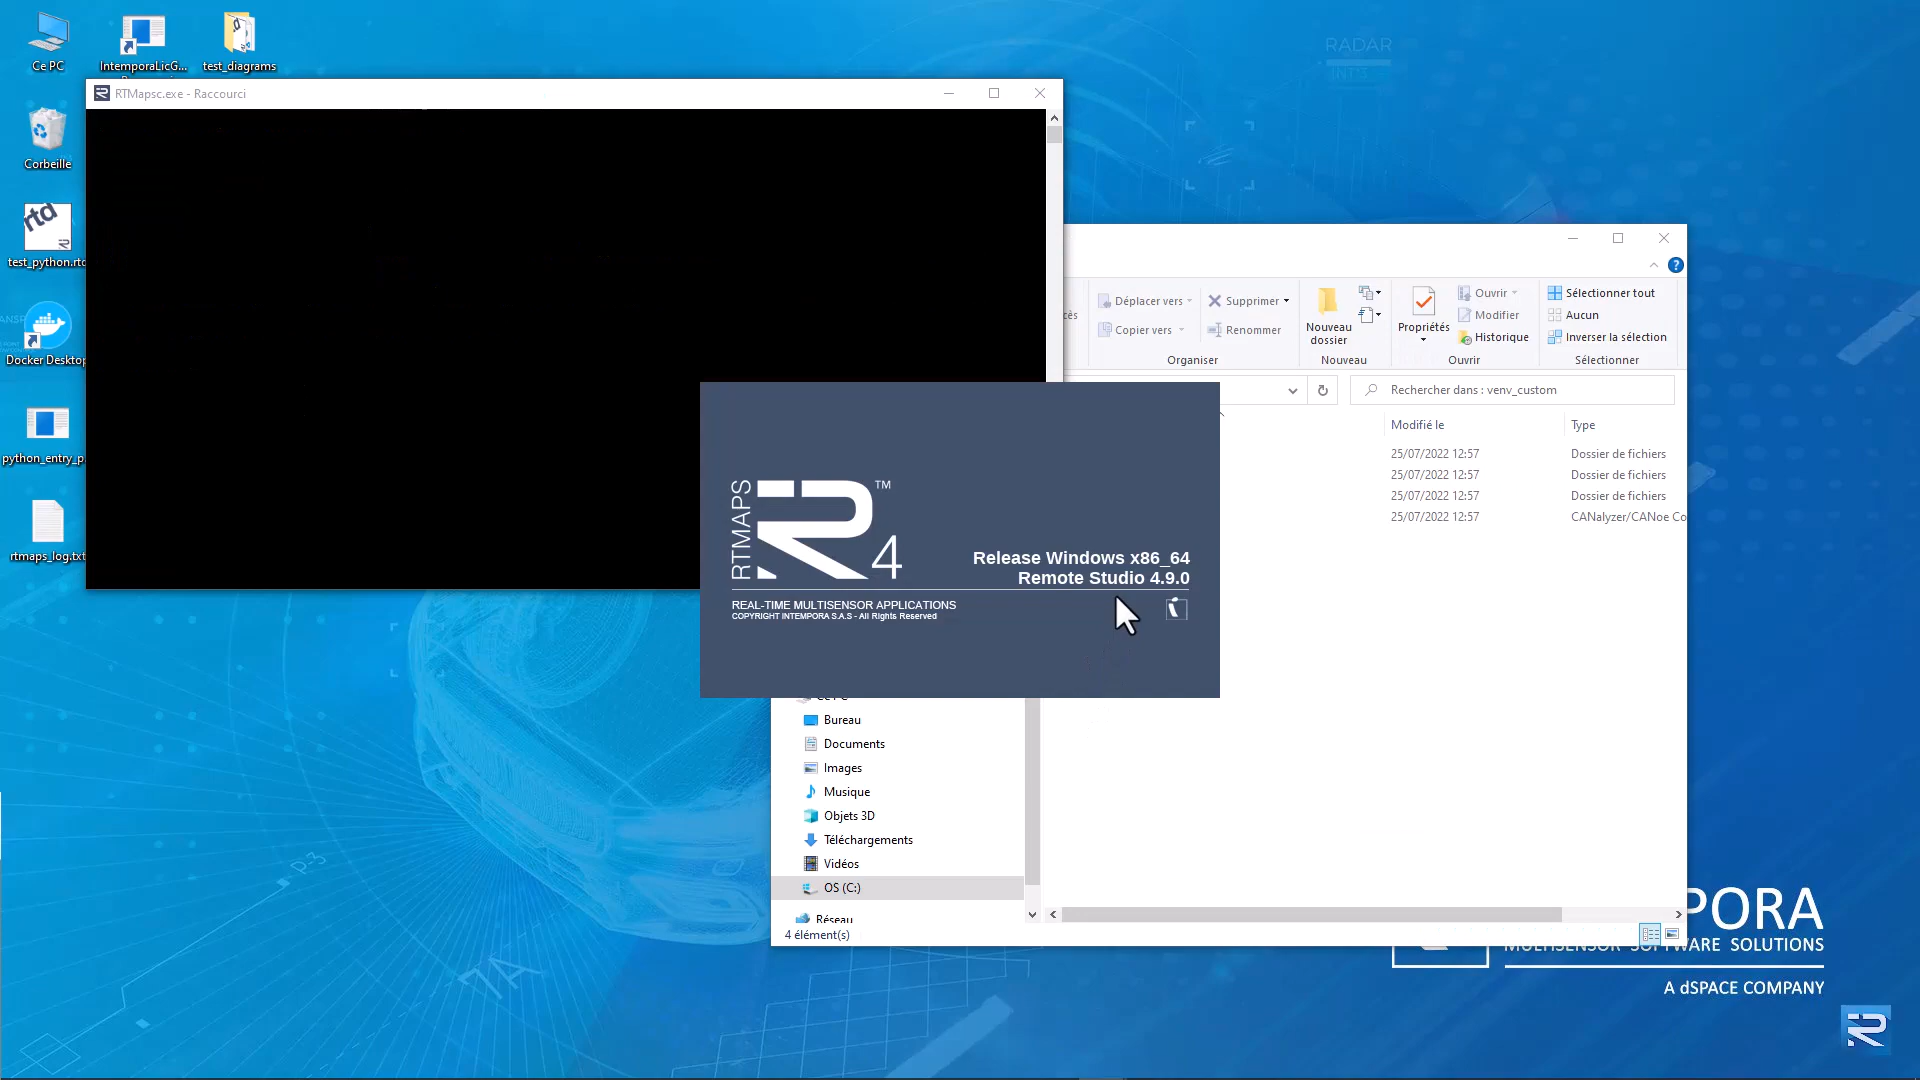 Ce PC
IntemporaLicG...
test_diagrams
RADAR
RTMapsc.exe - Raccourci
Corbeille
test_python.rtd
Docker Desktop
python_entry_p.
rtmaps_log.txt
Déplacer vers
Copier vers
Supprimer
Renommer
Organiser
Nouveau
dossier
Nouveau
Propriétés
Ouvrir
Modifier
Historique
Ouvrir
Sélectionner tout
Aucun
Inverser la sélection
Sélectionner
Rechercher dans : venv_custom
Modifié le
Type
25/07/2022 12:57
Dossier de fichiers
25/07/2022 12:57
Dossier de fichiers
25/07/2022 12:57
Dossier de fichiers
25/07/2022 12:57
CANalyzer/CANoe Co
RTMAPS
TM
4
Release Windows x86_64
Remote Studio 4.9.0
REAL-TIME MULTISENSOR APPLICATIONS
COPYRIGHT INTEMPORA S.A.S - All Rights Reserved
Ce PC
Bureau
Documents
Images
Musique
Objets 3D
Téléchargements
Vidéos
OS (C:)
Réseau
4 élément(s)
PORA
MULTISENSOR SOFTWARE SOLUTIONS
A dSPACE COMPANY